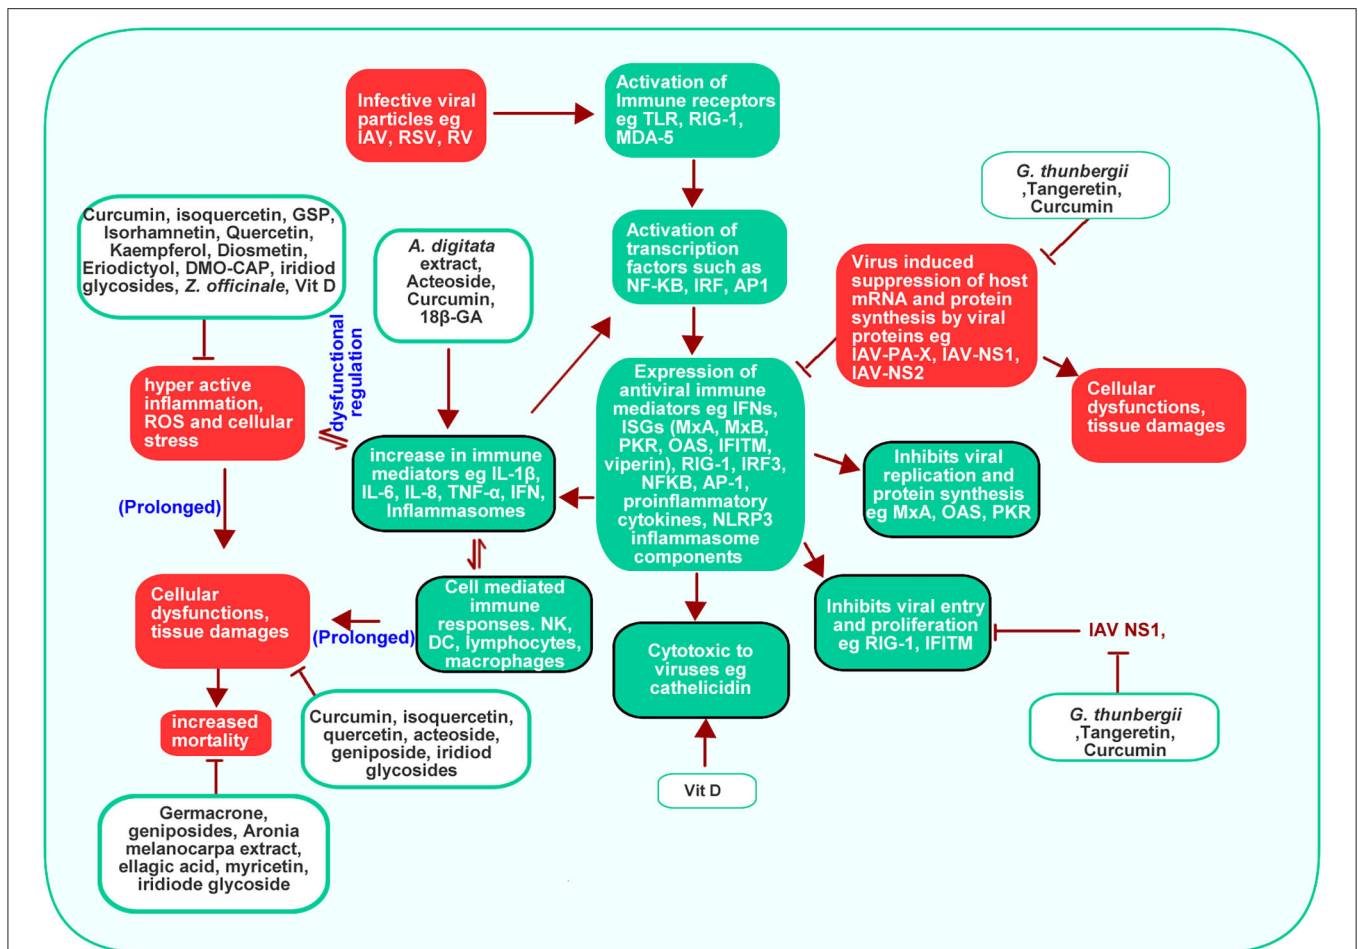 Infective viral
particles eg
IAV, RSV, RV
Activation of
Immune receptors
eg TLR, RIG-1,
MDA-5
G. thunbergii
,Tangeretin,
Curcumin
Curcumin, isoquercetin, GSP,
Isorhamnetin, Quercetin,
Kaempferol, Diosmetin,
Eriodictyol, DMO-CAP, iridiod
glycosides, Z. officinale, Vit D
A. digitata
extract,
Acteoside,
Curcumin,
18β-GA
Activation of
transcription
factors such as
NF-KB, IRF, AP1
Virus induced
suppression of host
mRNA and protein
synthesis by viral
proteins eg
IAV-PA-X, IAV-NS1,
IAV-NS2
dysfunctional
regulation
hyper active
inflammation,
ROS and cellular
stress
Expression of
antiviral immune
mediators eg IFNs,
ISGs (MxA, MxB,
PKR, OAS, IFITM,
viperin), RIG-1, IRF3,
NFKB, AP-1,
proinflammatory
cytokines, NLRP3
inflammasome
components
Cellular
dysfunctions,
tissue damages
increase in immune
mediators eg IL-1β,
IL-6, IL-8, TNF-α, IFN,
Inflammasomes
Inhibits viral
replication and
protein synthesis
eg MxA, OAS, PKR
(Prolonged)
Cellular
dysfunctions,
tissue damages
(Prolonged)
Cell mediated
immune
responses. NK,
DC, lymphocytes,
macrophages
Inhibits viral entry
and proliferation
eg RIG-1, IFITM
IAV NS1,
Cytotoxic to
viruses eg
cathelicidin
increased
mortality
Curcumin, isoquercetin,
quercetin, acteoside,
geniposide, iridiod
glycosides
G. thunbergii
,Tangeretin,
Curcumin
Vit D
Germacrone,
geniposides, Aronia
melanocarpa extract,
ellagic acid, myricetin,
iridiode glycoside